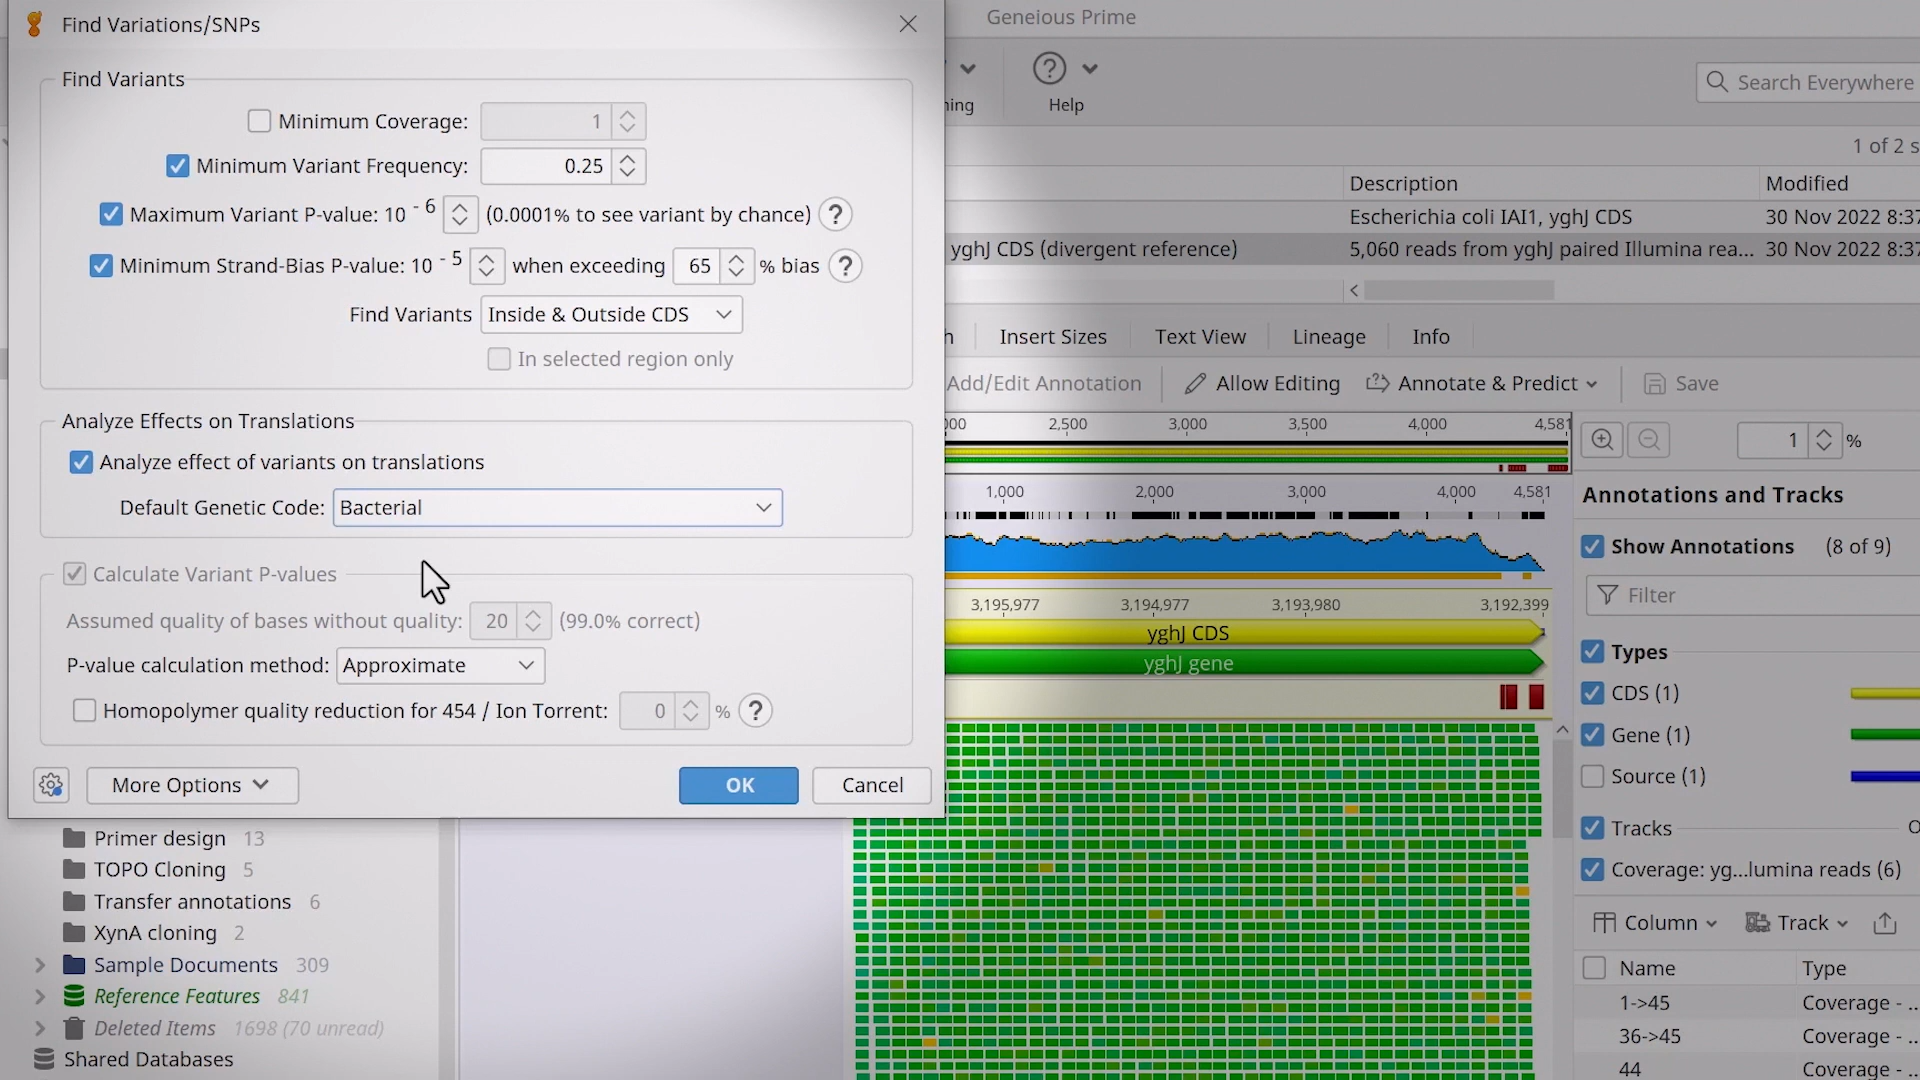 Find Variations/SNPs
Find Variants
Minimum Coverage: 1
Minimum Variant Frequency: 0.25
Maximum Variant P-value: 10 - 6 (0.0001% to see variant by chance) ?
Minimum Strand-Bias P-value: 10 - 5 when exceeding 65 % bias ?
Find Variants Inside & Outside CDS
In selected region only
Analyze Effects on Translations
Analyze effect of variants on translations
Default Genetic Code: Bacterial
Calculate Variant P-values
Assumed quality of bases without quality: 20 (99.0% correct)
P-value calculation method: Approximate
Homopolymer quality reduction for 454 / Ion Torrent: 0 % ?
More Options OK Cancel
Primer design 13
TOPO Cloning 5
Transfer annotations 6
XynA cloning 2
Sample Documents 309
Reference Features 841
Deleted Items 1698 (70 unread)
Shared Databases
Geneious Prime
? Search Everywhere
Help
1 of 2 s
Description Modified
Escherichia coli IAI1, yghJ CDS 30 Nov 2022 8:37
yghJ CDS (divergent reference) 5,060 reads from yghJ paired Illumina rea... 30 Nov 2022 8:37
Insert Sizes Text View Lineage Info
Add/Edit Annotation Allow Editing Annotate & Predict Save
2,500 3,000 3,500 4,000 4,581
1,000 2,000 3,000 4,000 4,581
3,195,977 3,194,977 3,193,980 3,192,399
yghJ CDS
yghJ gene
1 %
Annotations and Tracks
Show Annotations (8 of 9)
Filter
Types
CDS (1)
Gene (1)
Source (1)
Tracks
Coverage: yg...lumina reads (6)
Column Track
Name Type
1->45 Coverage - ...
36->45 Coverage - ...
44 Coverage - ...